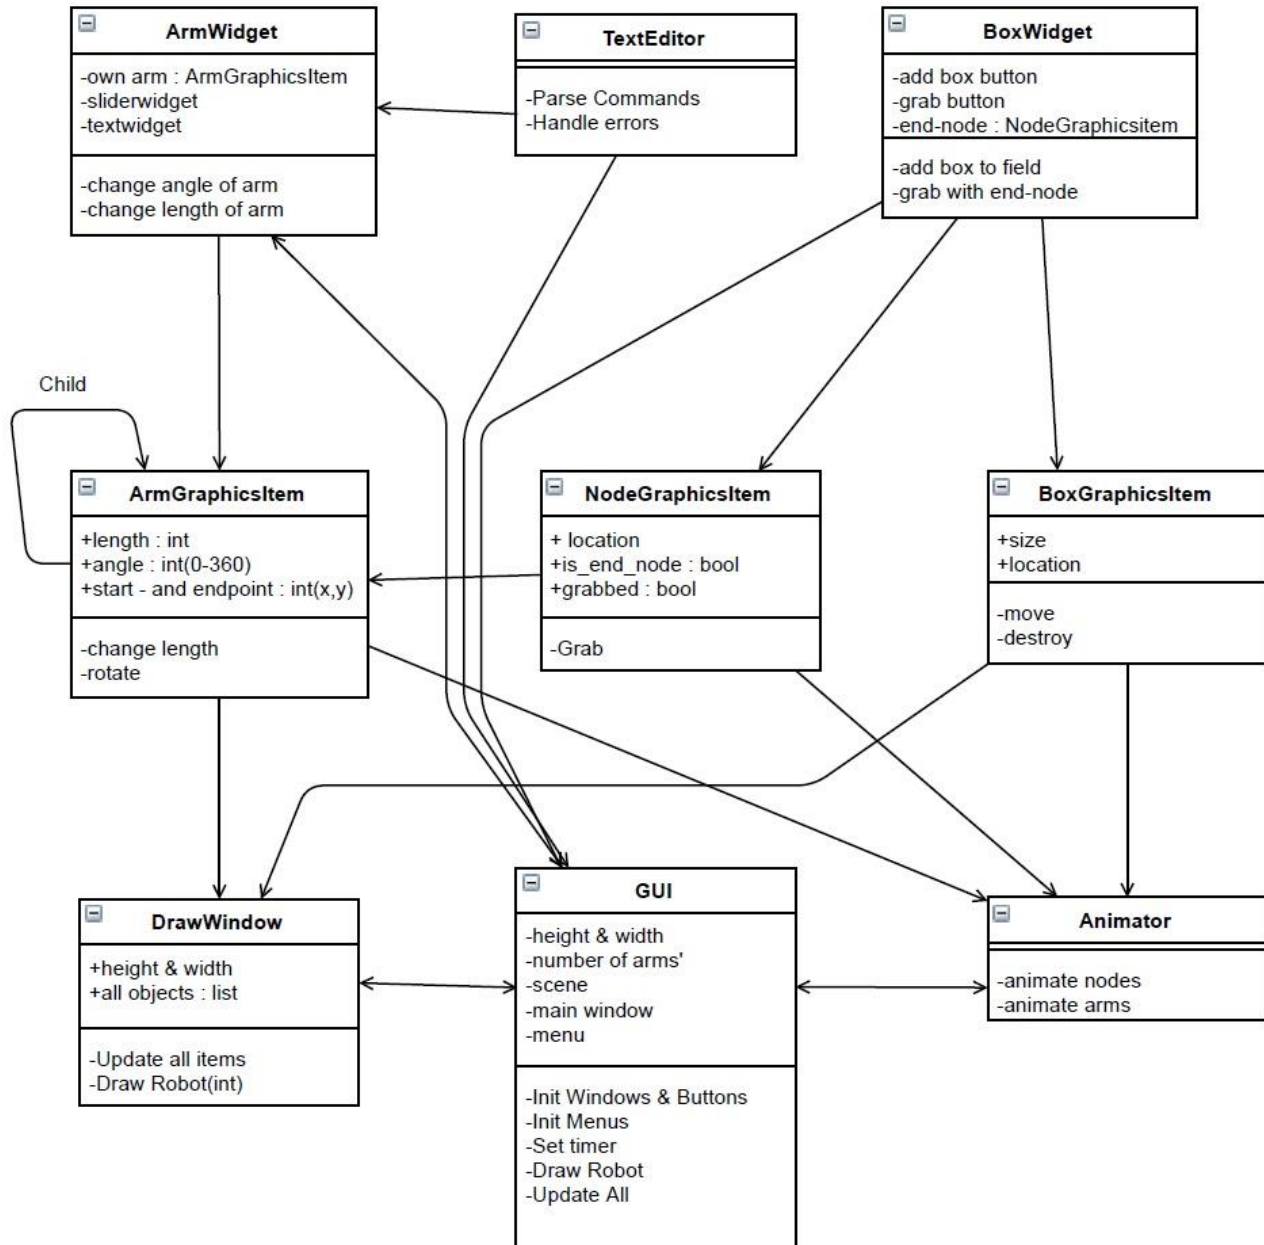 ArmWidget
-own arm : ArmGraphicsItem
-sliderwidget
-textwidget
-change angle of arm
-change length of arm
TextEditor
-Parse Commands
-Handle errors
BoxWidget
-add box button
-grab button
-end-node : NodeGraphicsitem
-add box to field
-grab with end-node
Child
ArmGraphicsItem
+length : int
+angle : int(0-360)
+start - and endpoint : int(x,y)
-change length
-rotate
NodeGraphicsItem
+ location
+is_end_node : bool
+grabbed : bool
-Grab
BoxGraphicsItem
+size
+location
-move
-destroy
DrawWindow
+height & width
+all objects : list
-Update all items
-Draw Robot(int)
GUI
-height & width
-number of arms'
-scene
-main window
-menu
-Init Windows & Buttons
-Init Menus
-Set timer
-Draw Robot
-Update All
Animator
-animate nodes
-animate arms